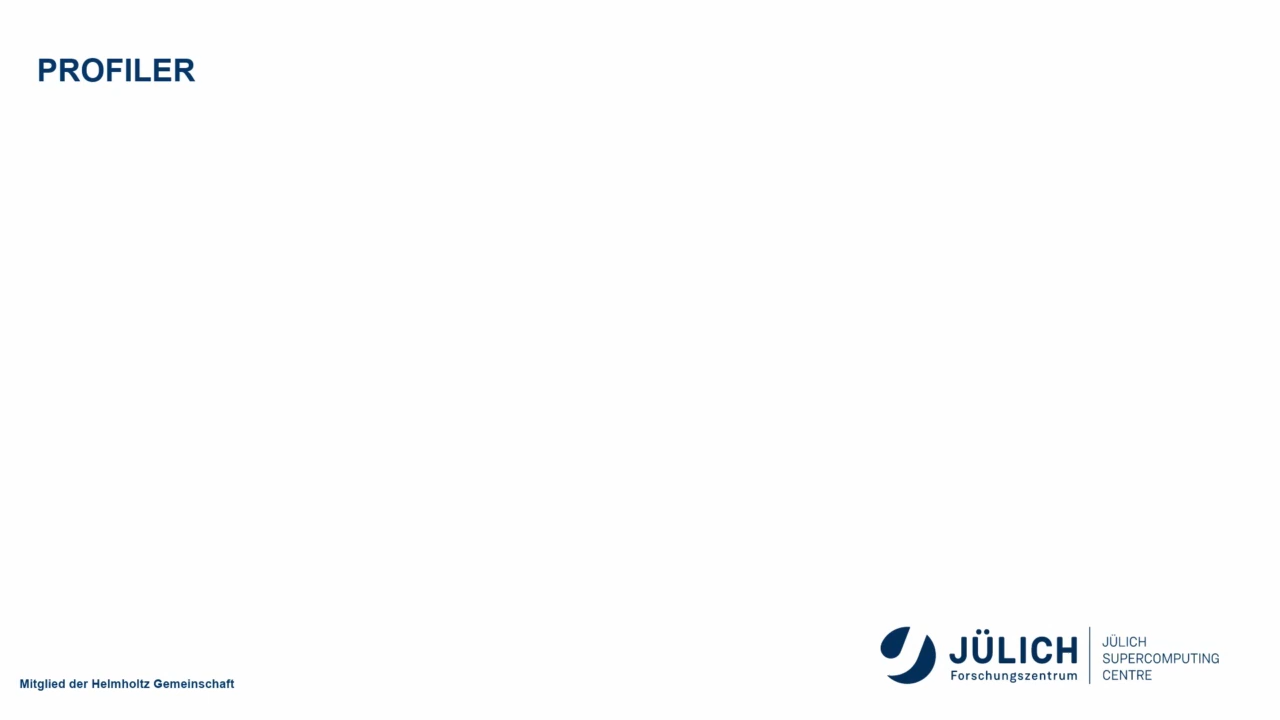 PROFILER
JÜLICH
Forschungszentrum
JÜLICH
SUPERCOMPUTING
CENTRE
Mitglied der Helmholtz Gemeinschaft